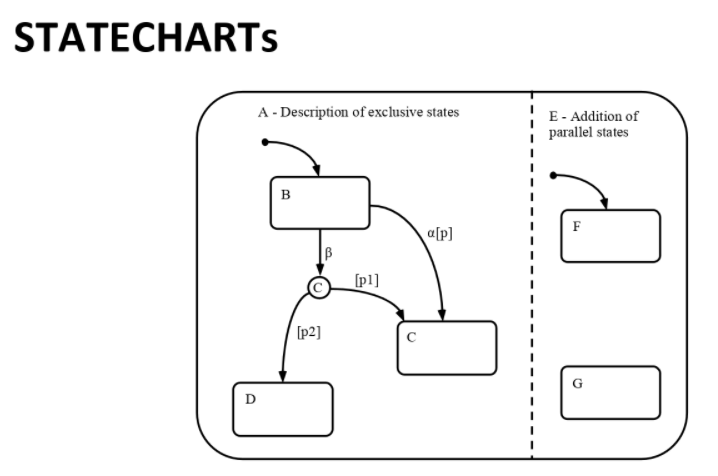 STATECHARTs
A - Description of exclusive states
E - Addition of
parallel states
B
F
α[p]
β
C
[p1]
[p2]
C
G
D